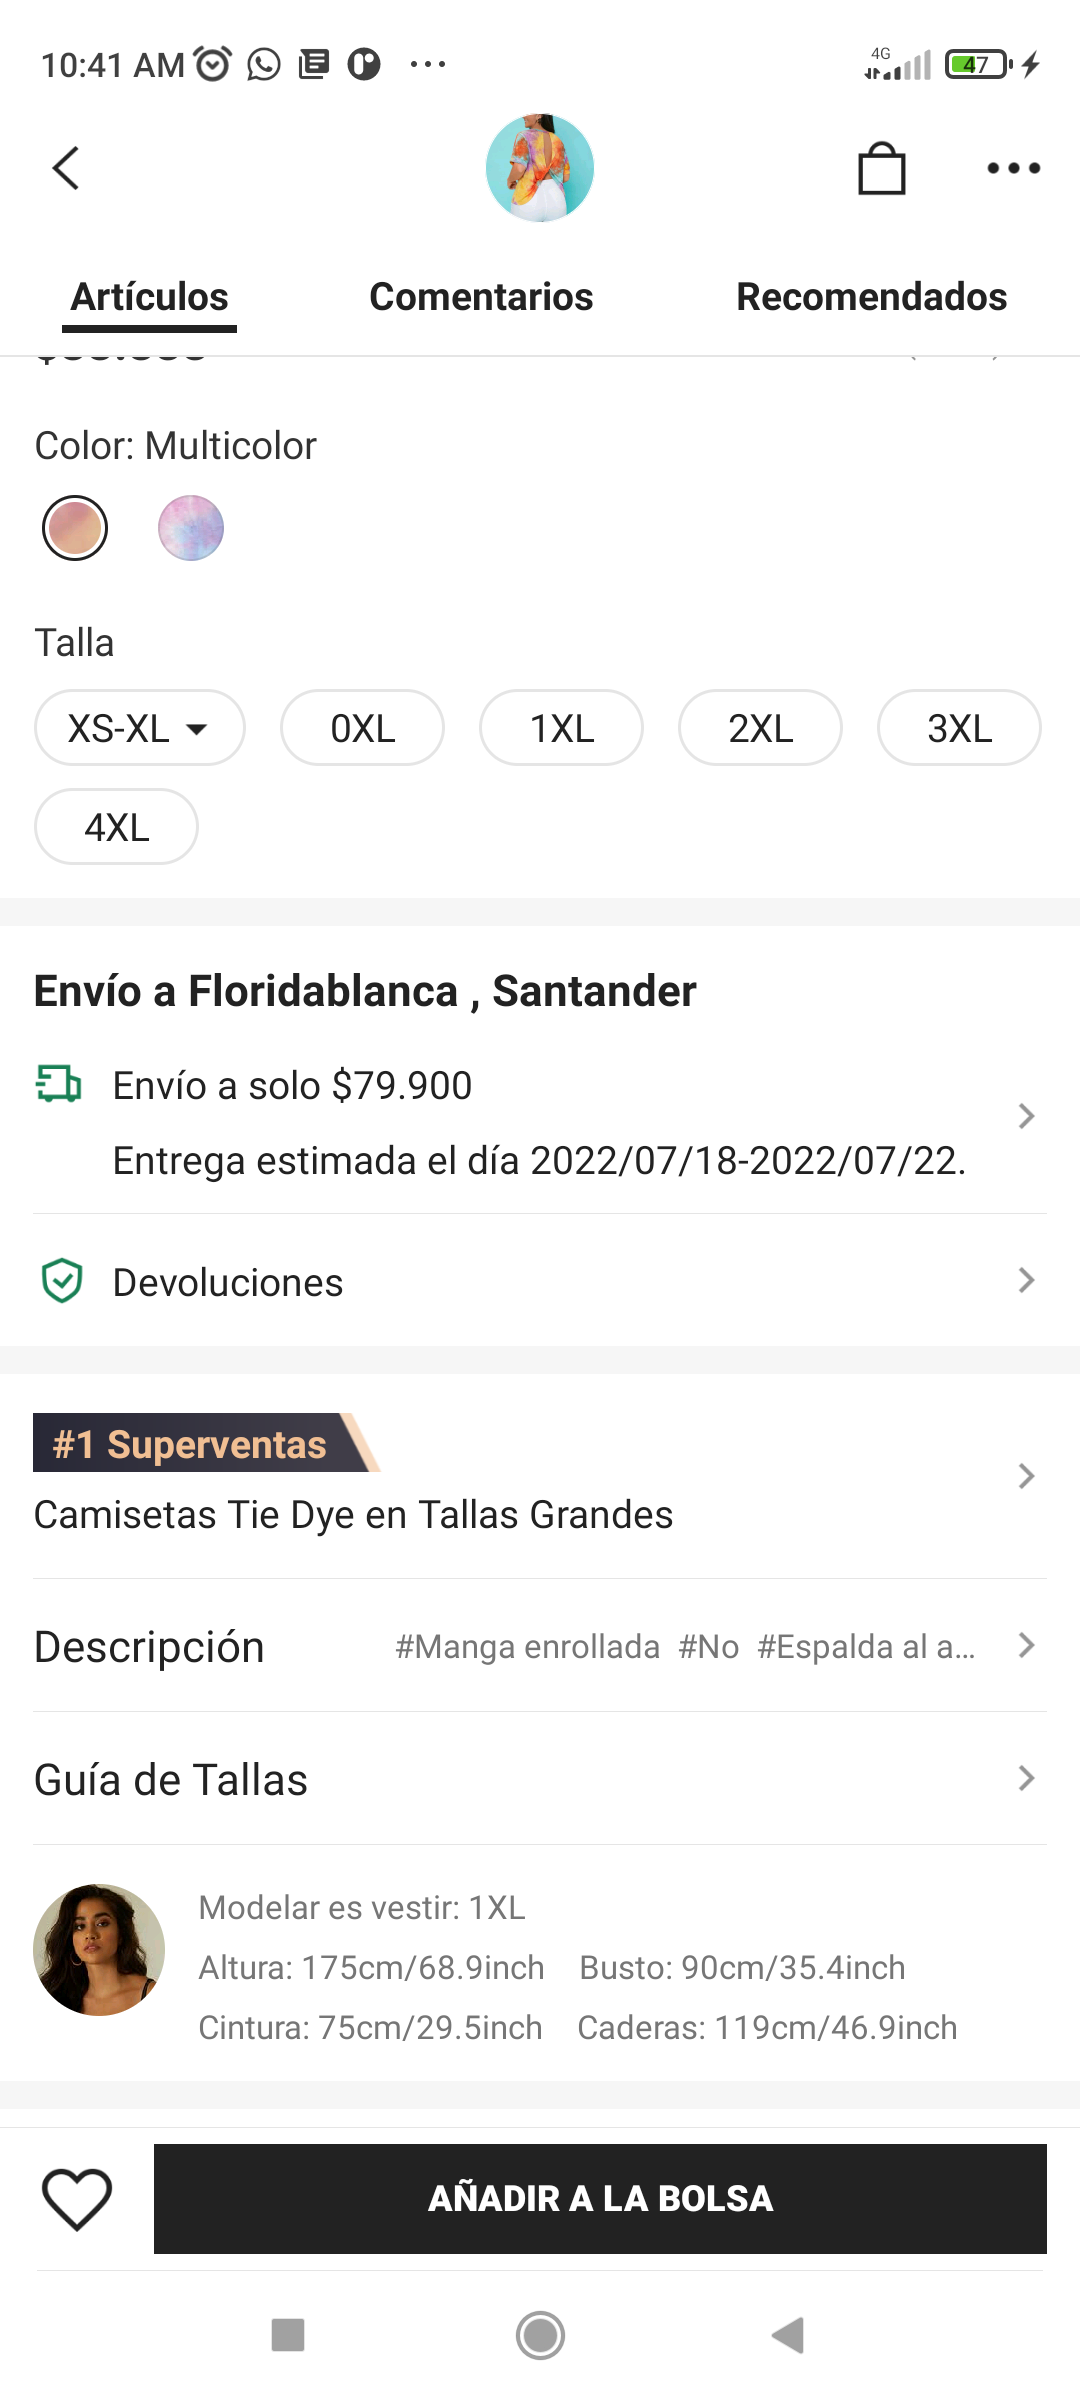 10:41 AM
4G
47
Artículos Comentarios Recomendados
Color: Multicolor
Talla
XS-XL 0XL 1XL 2XL 3XL
4XL
Envío a Floridablanca , Santander
Envío a solo $79.900
Entrega estimada el día 2022/07/18-2022/07/22.
Devoluciones
#1 Superventas
Camisetas Tie Dye en Tallas Grandes
Descripción #Manga enrollada #No #Espalda al a...
Guía de Tallas
Modelar es vestir: 1XL
Altura: 175cm/68.9inch Busto: 90cm/35.4inch
Cintura: 75cm/29.5inch Caderas: 119cm/46.9inch
AÑADIR A LA BOLSA